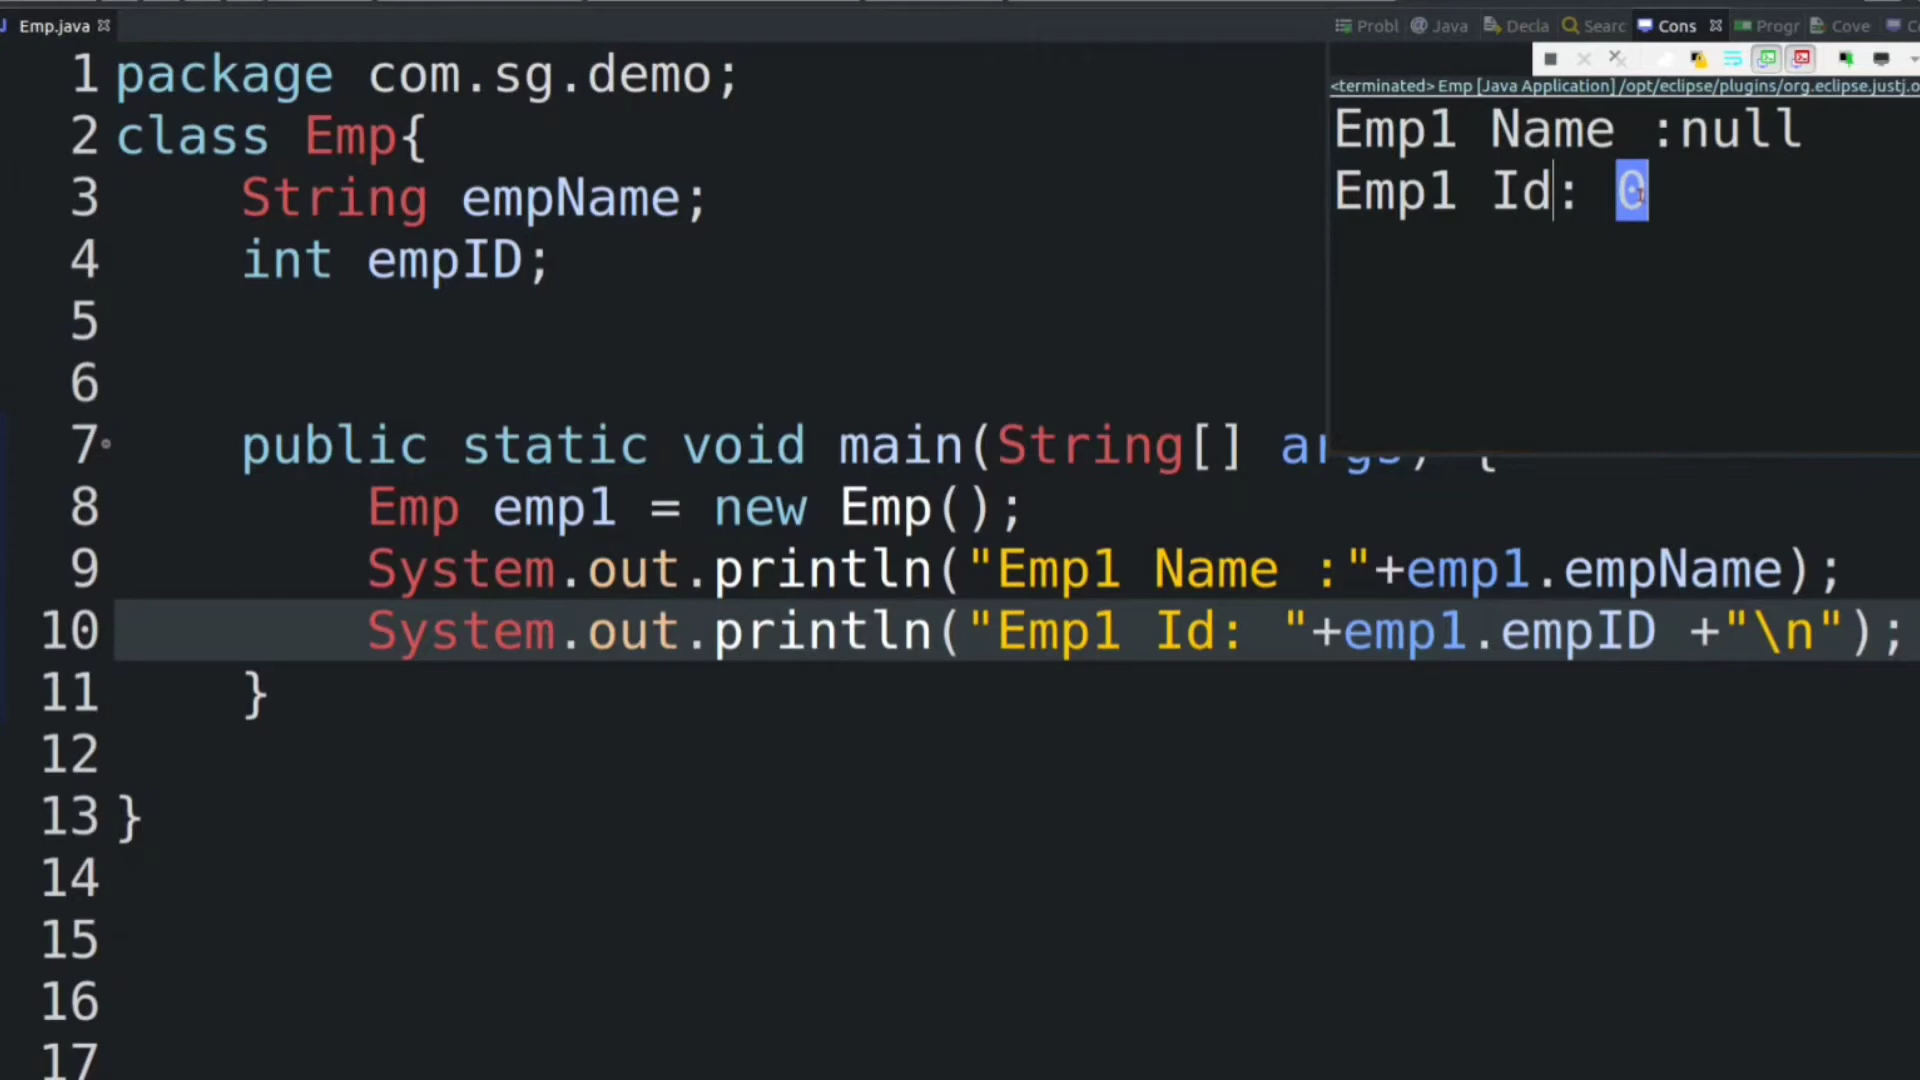 Emp.java
Probl Java Decla Searc Cons Progr Cove
<terminated> Emp [Java Application] /opt/eclipse/plugins/org.eclipse.justj.o
Emp1 Name :null
Emp1 Id: 0
1 package com.sg.demo;
2 class Emp{
3 String empName;
4 int empID;
5
6
7 public static void main(String[] args) {
8 Emp emp1 = new Emp();
9 System.out.println("Emp1 Name :"+emp1.empName);
10 System.out.println("Emp1 Id: "+emp1.empID +"\n");
11 }
12
13 }
14
15
16
17